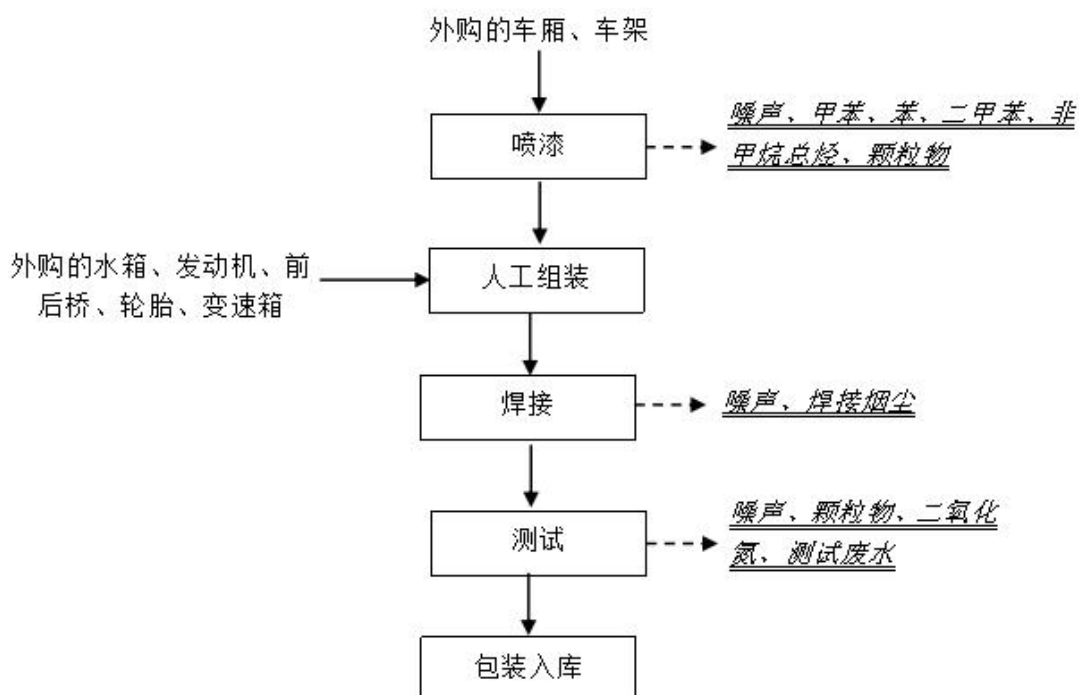 外购的车厢、车架
喷漆
噪声、甲苯、苯、二甲苯、非
甲烷总烃、颗粒物
外购的水箱、发动机、前
后桥、轮胎、变速箱
人工组装
焊接
噪声、焊接烟尘
测试
噪声、颗粒物、二氧化
氮、测试废水
包装入库